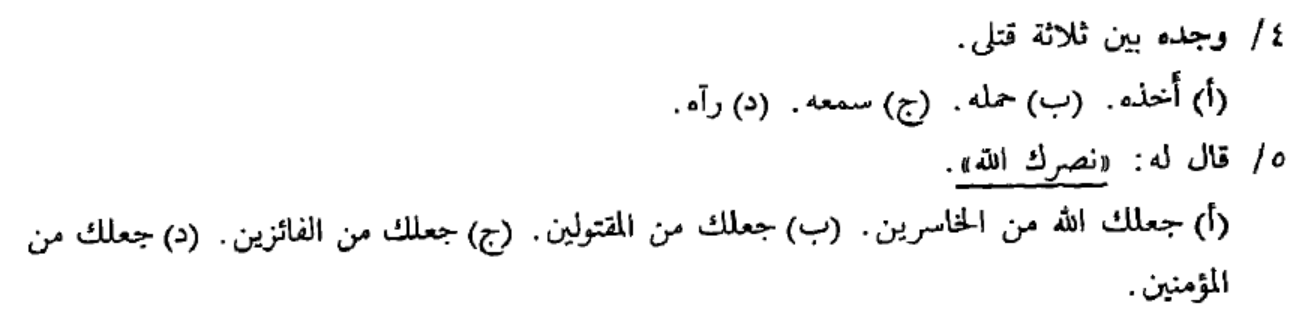 ٤/ وجده بين ثلاثة قتلى.
(أ) أَخذه. (ب) حمله. (ج) سمعه. (د) رآه.
٥/ قال له: «نصرك الله».
(أ) جعلك الله من الخاسرين. (ب) جعلك من المقتولين. (ج) جعلك من الفائزين. (د) جعلك من
المؤمنين.